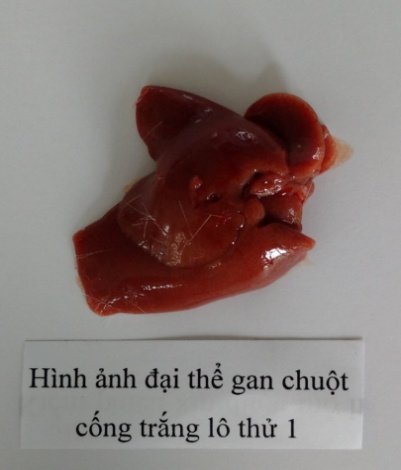 Hình ảnh đại thể gan chuột
cống trắng lô thử 1